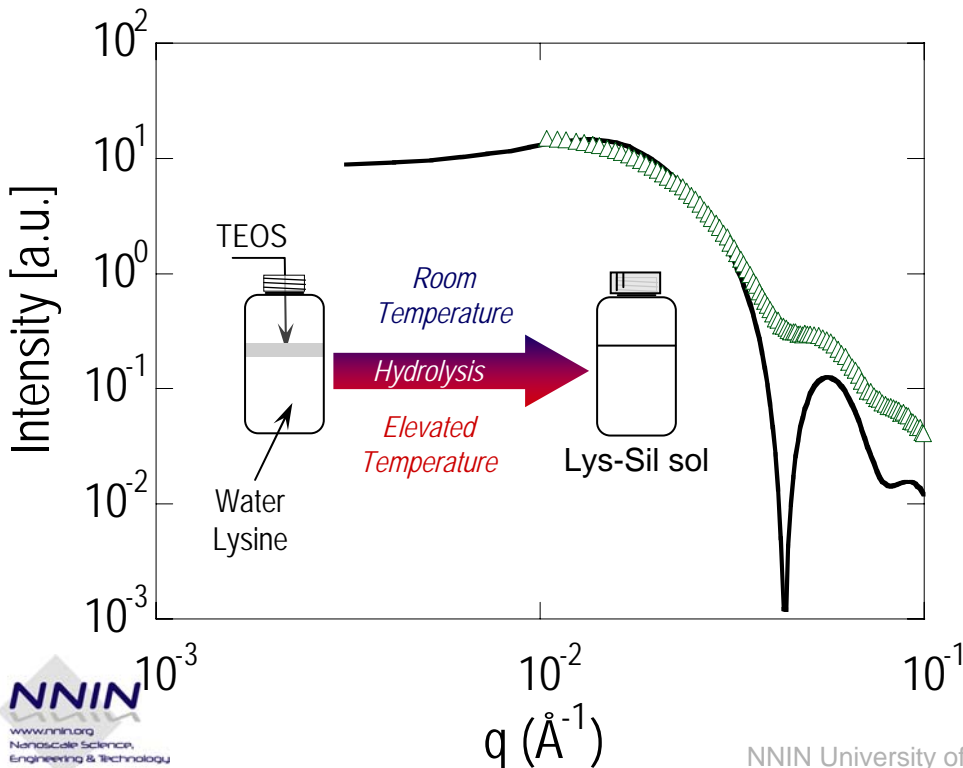 10²
10¹
10⁰
10⁻¹
10⁻²
10⁻³
Intensity [a.u.]
TEOS
Room
Temperature
Hydrolysis
Elevated
Temperature
Water
Lysine
Lys-Sil sol
10⁻³
10⁻²
10⁻¹
q (Å⁻¹)
NNIN
www.nnin.org
Nanoscale Science,
Engineering & Technology
NNIN University of